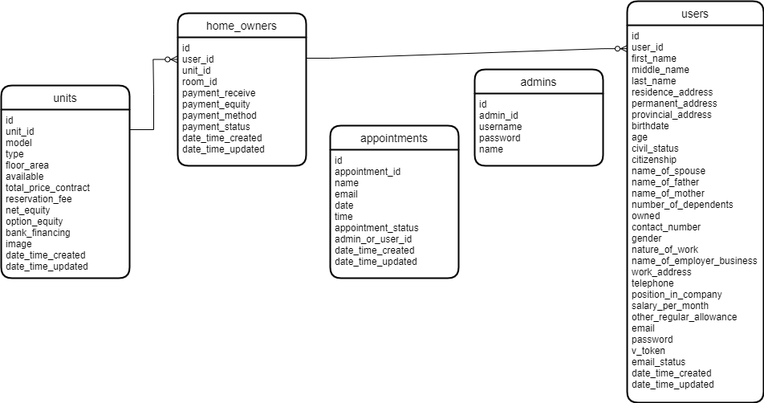 units
id
unit_id
model
type
floor_area
available
total_price_contract
reservation_fee
net_equity
option_equity
bank_financing
image
date_time_created
date_time_updated
home_owners
id
user_id
unit_id
room_id
payment_receive
payment_equity
payment_method
payment_status
date_time_created
date_time_updated
appointments
id
appointment_id
name
email
date
time
appointment_status
admin_or_user_id
date_time_created
date_time_updated
admins
id
admin_id
username
password
name
users
id
user_id
first_name
middle_name
last_name
residence_address
permanent_address
provincial_address
birthdate
age
civil_status
citizenship
name_of_spouse
name_of_father
name_of_mother
number_of_dependents
owned
contact_number
gender
nature_of_work
name_of_employer_business
work_address
telephone
position_in_company
salary_per_month
other_regular_allowance
email
password
v_token
email_status
date_time_created
date_time_updated